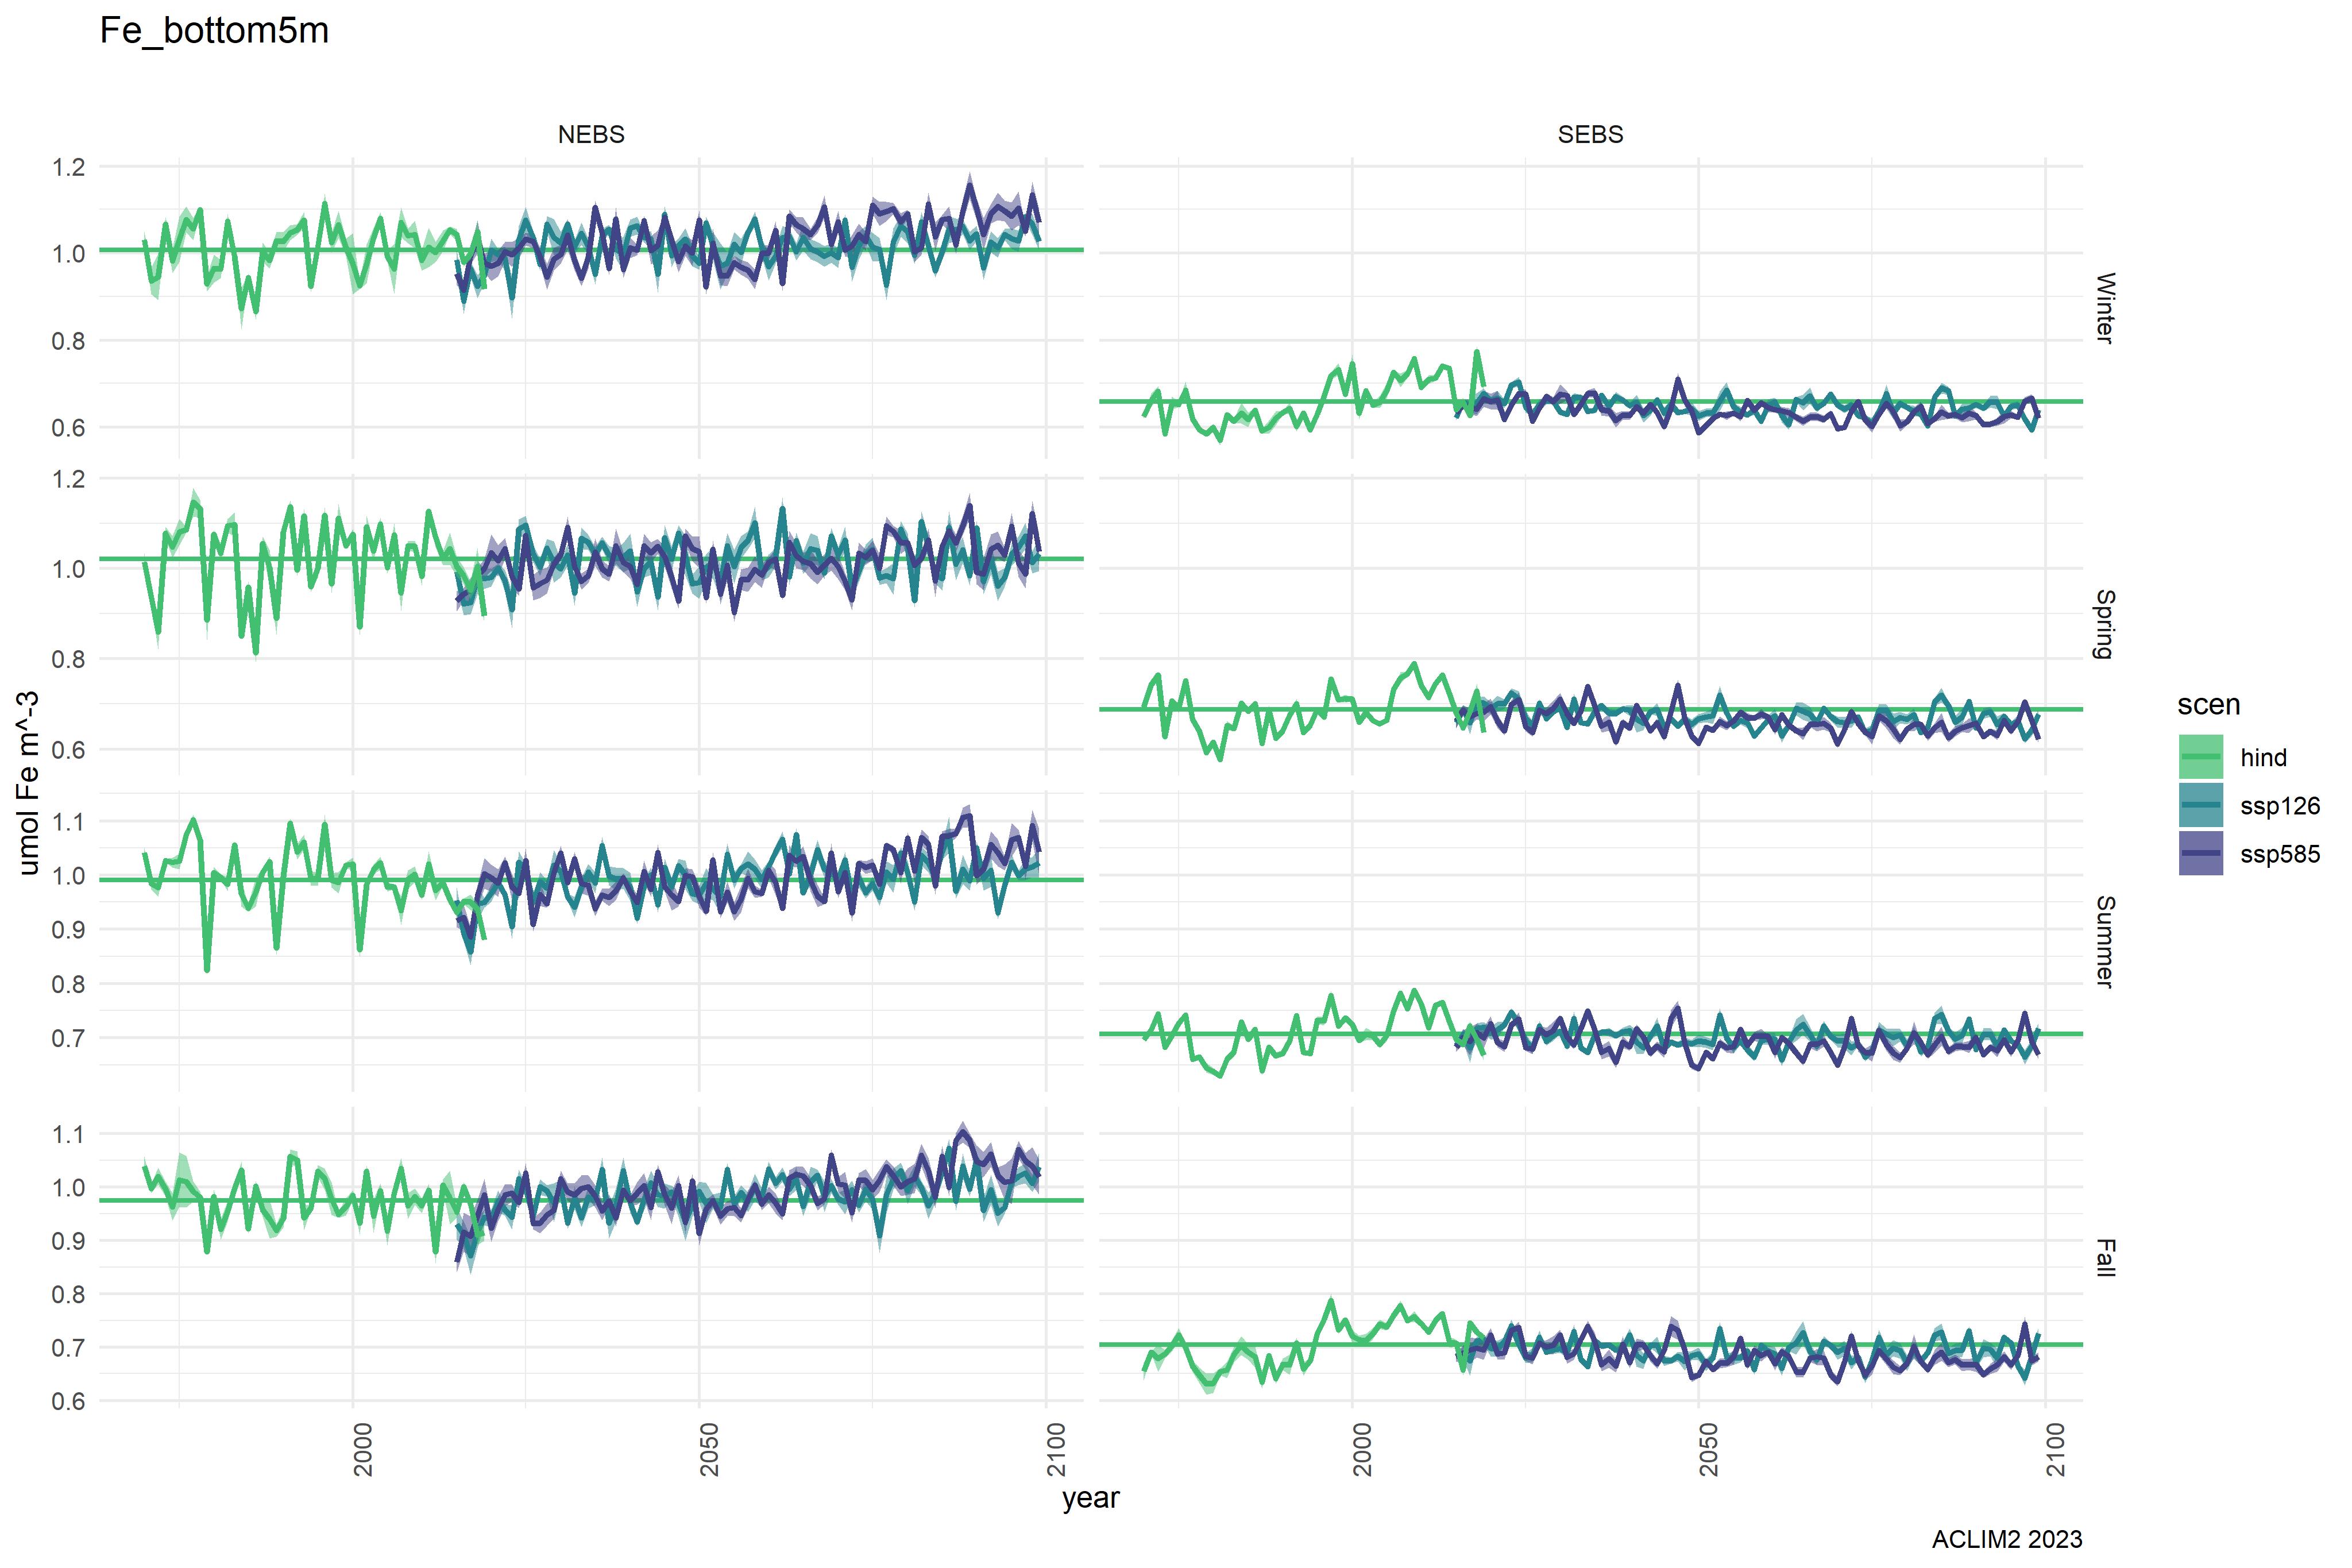 Fe_bottom5m
NEBS
SEBS
1.2
1.0
0.8
0.6
Winter
1.2
1.0
0.8
0.6
Spring
1.1
1.0
0.9
0.8
0.7
Summer
1.1
1.0
0.9
0.8
0.7
0.6
Fall
umol Fe m^-3
2000
2050
2100
2000
2050
2100
year
scen
hind
ssp126
ssp585
ACLIM2 2023